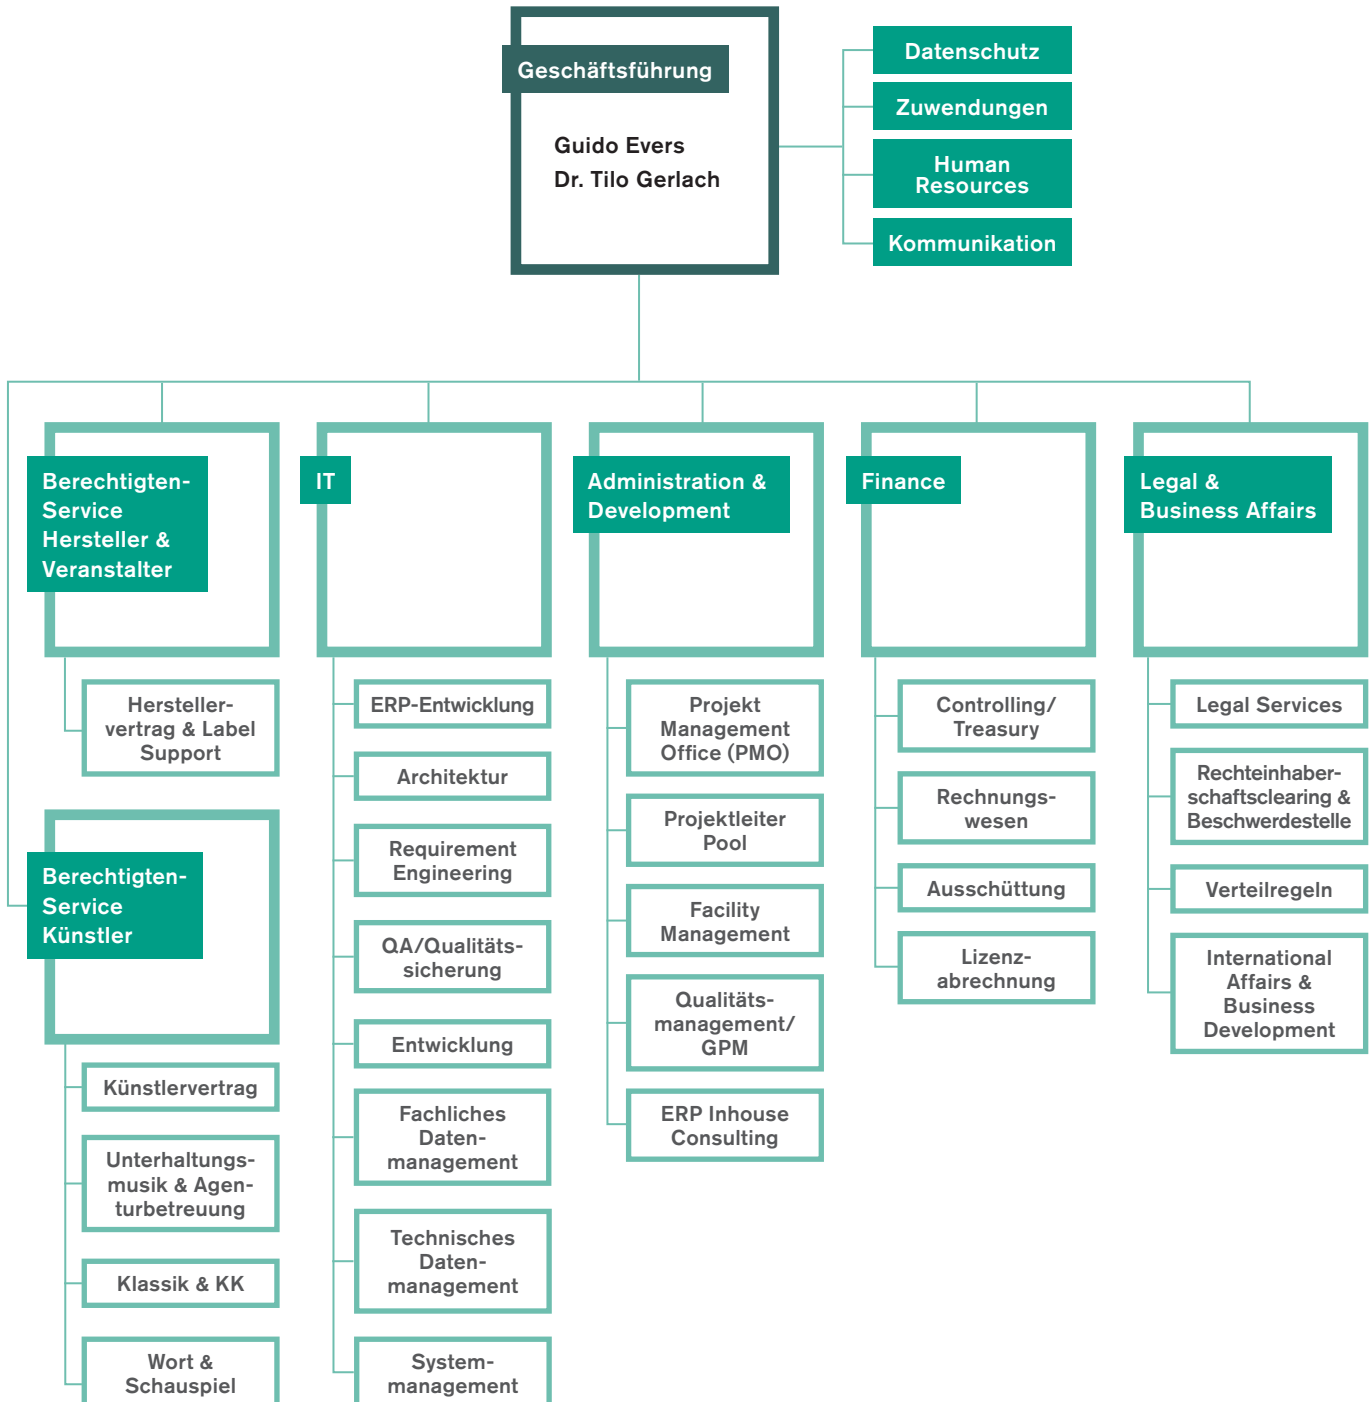 Geschäftsführung
Guido Evers
Dr. Tilo Gerlach
Datenschutz
Zuwendungen
Human
Resources
Kommunikation
Berechtigten-
Service
Hersteller &
Veranstalter
Hersteller-
vertrag & Label
Support
Berechtigten-
Service
Künstler
Künstlervertrag
Unterhaltungs-
musik & Agen-
turbetreuung
Klassik & KK
Wort &
Schauspiel
IT
ERP-Entwicklung
Architektur
Requirement
Engineering
QA/Qualitäts-
sicherung
Entwicklung
Fachliches
Daten-
management
Technisches
Daten-
management
System-
management
Administration &
Development
Projekt
Management
Office (PMO)
Projektleiter
Pool
Facility
Management
Qualitäts-
management/
GPM
ERP Inhouse
Consulting
Finance
Controlling/
Treasury
Rechnungs-
wesen
Ausschüttung
Lizenz-
abrechnung
Legal &
Business Affairs
Legal Services
Rechteinhaber-
schaftsclearing &
Beschwerdestelle
Verteilregeln
International
Affairs &
Business
Development